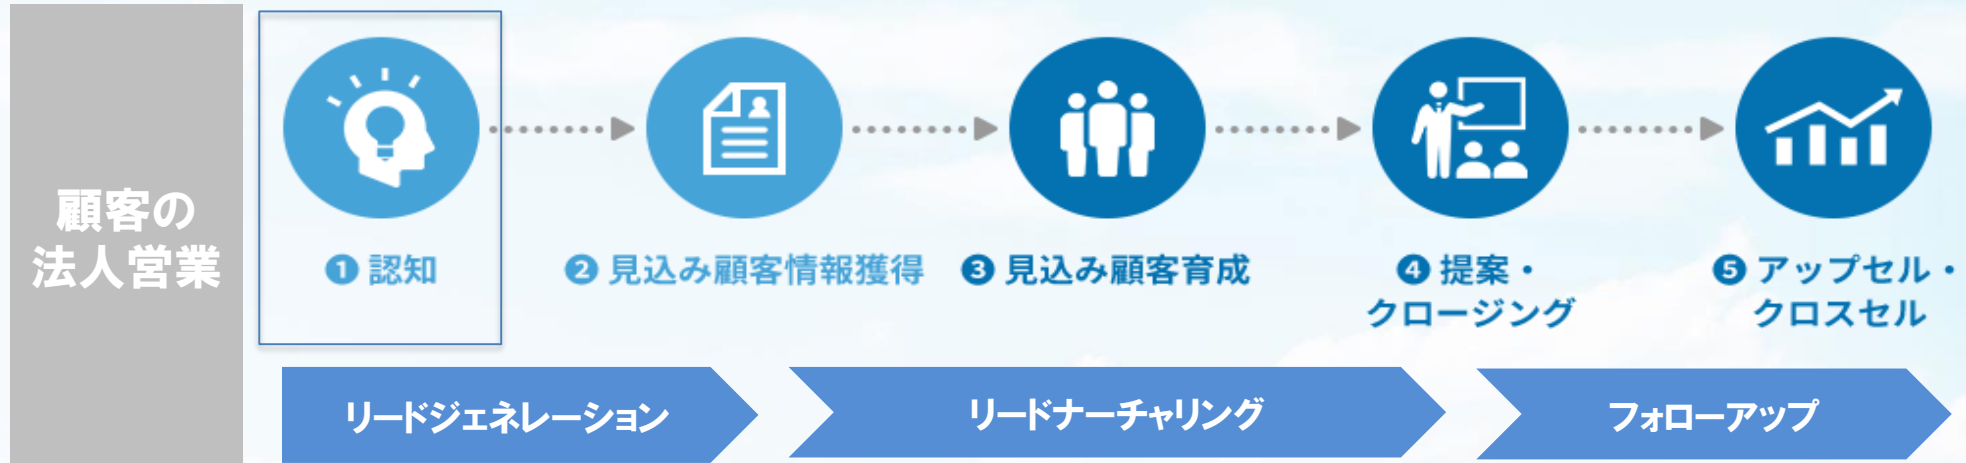 顧客の
法人営業
❶ 認知
❷ 見込み顧客情報獲得
❸ 見込み顧客育成
❹ 提案・
クロージング
❺ アップセル・
クロスセル
リードジェネレーション
リードナーチャリング
フォローアップ